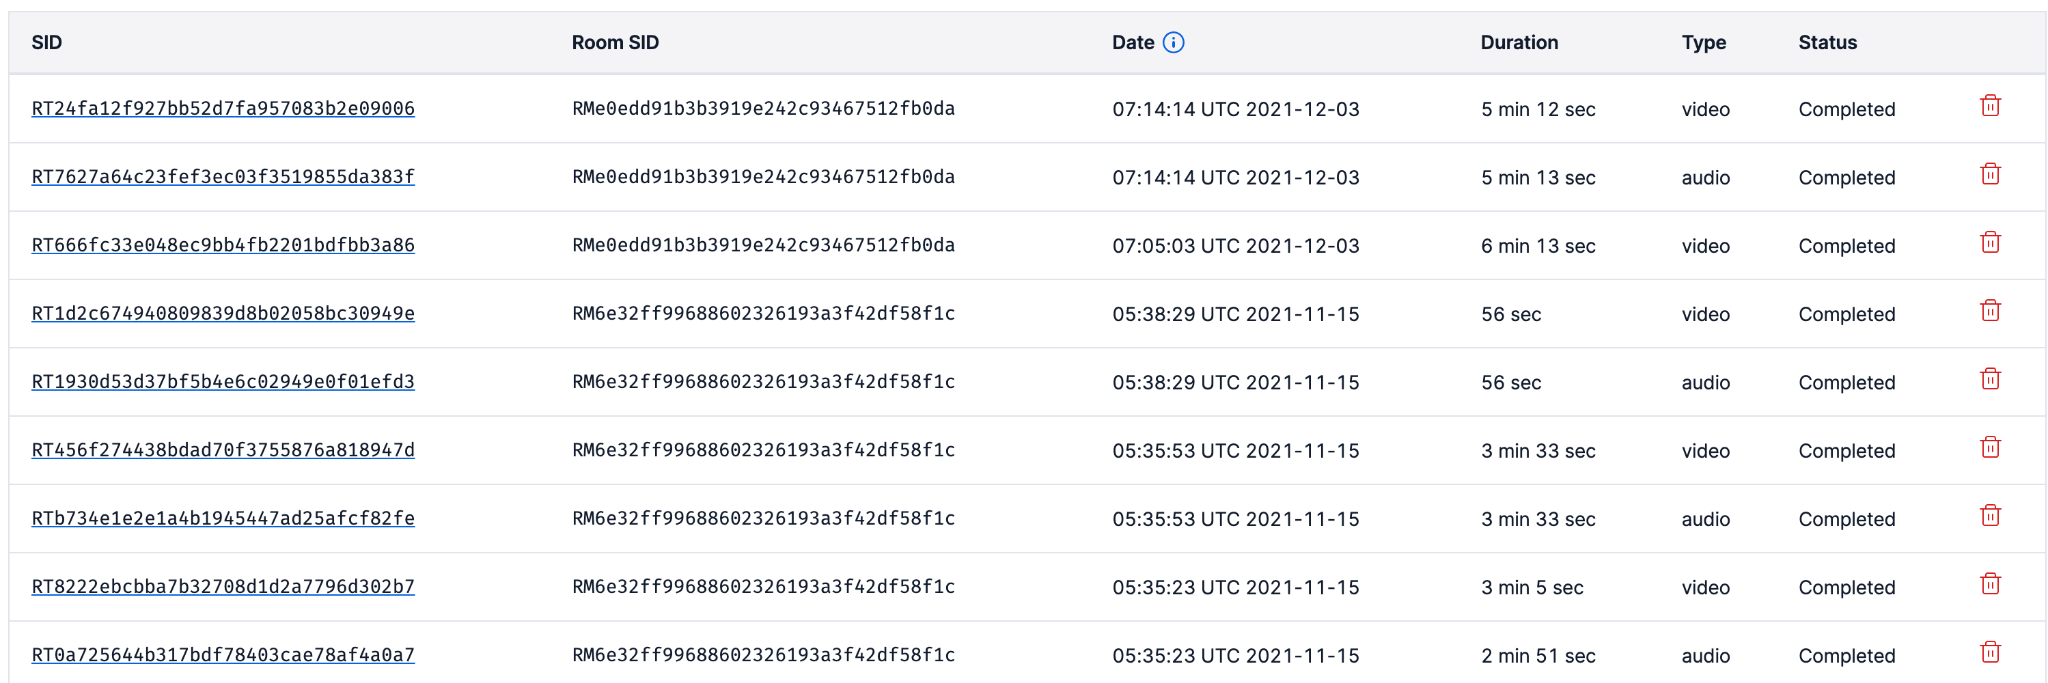 SID Room SID Date Duration Type Status
RT24fa12f927bb52d7fa957083b2e09006 RMe0edd91b3b3919e242c93467512fb0da 07:14:14 UTC 2021-12-03 5 min 12 sec video Completed
RT7627a64c23fef3ec03f3519855da383f RMe0edd91b3b3919e242c93467512fb0da 07:14:14 UTC 2021-12-03 5 min 13 sec audio Completed
RT666fc33e048ec9bb4fb2201bdfbb3a86 RMe0edd91b3b3919e242c93467512fb0da 07:05:03 UTC 2021-12-03 6 min 13 sec video Completed
RT1d2c674940809839d8b02058bc30949e RM6e32ff99688602326193a3f42df58f1c 05:38:29 UTC 2021-11-15 56 sec video Completed
RT1930d53d37bf5b4e6c02949e0f01efd3 RM6e32ff99688602326193a3f42df58f1c 05:38:29 UTC 2021-11-15 56 sec audio Completed
RT456f274438bdad70f3755876a818947d RM6e32ff99688602326193a3f42df58f1c 05:35:53 UTC 2021-11-15 3 min 33 sec video Completed
RTb734e1e2e1a4b1945447ad25afcf82fe RM6e32ff99688602326193a3f42df58f1c 05:35:53 UTC 2021-11-15 3 min 33 sec audio Completed
RT8222ebcbba7b32708d1d2a7796d302b7 RM6e32ff99688602326193a3f42df58f1c 05:35:23 UTC 2021-11-15 3 min 5 sec video Completed
RT0a725644b317bdf78403cae78af4a0a7 RM6e32ff99688602326193a3f42df58f1c 05:35:23 UTC 2021-11-15 2 min 51 sec audio Completed